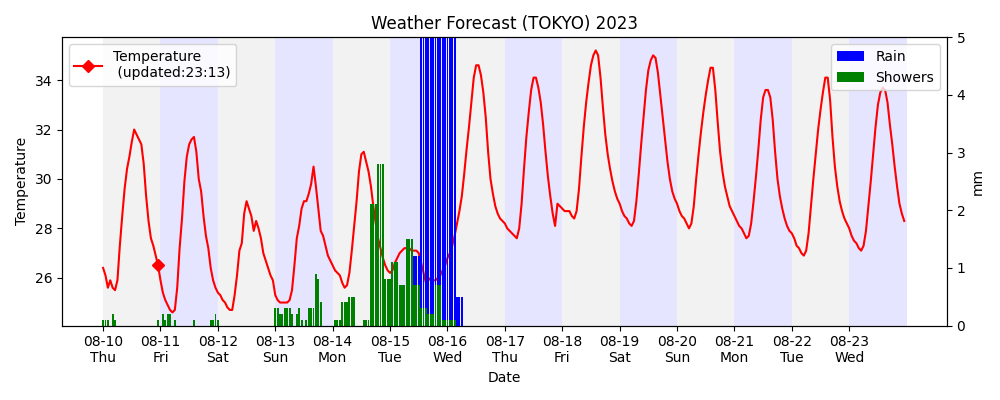 Weather Forecast (TOKYO) 2023
Temperature
(updated:23:13)
Rain
Showers
Temperature
34
32
30
28
26
5
4
3
2
1
0
mm
08-10 08-11 08-12 08-13 08-14 08-15 08-16 08-17 08-18 08-19 08-20 08-21 08-22 08-23
Thu Fri Sat Sun Mon Tue Wed Thu Fri Sat Sun Mon Tue Wed
Date